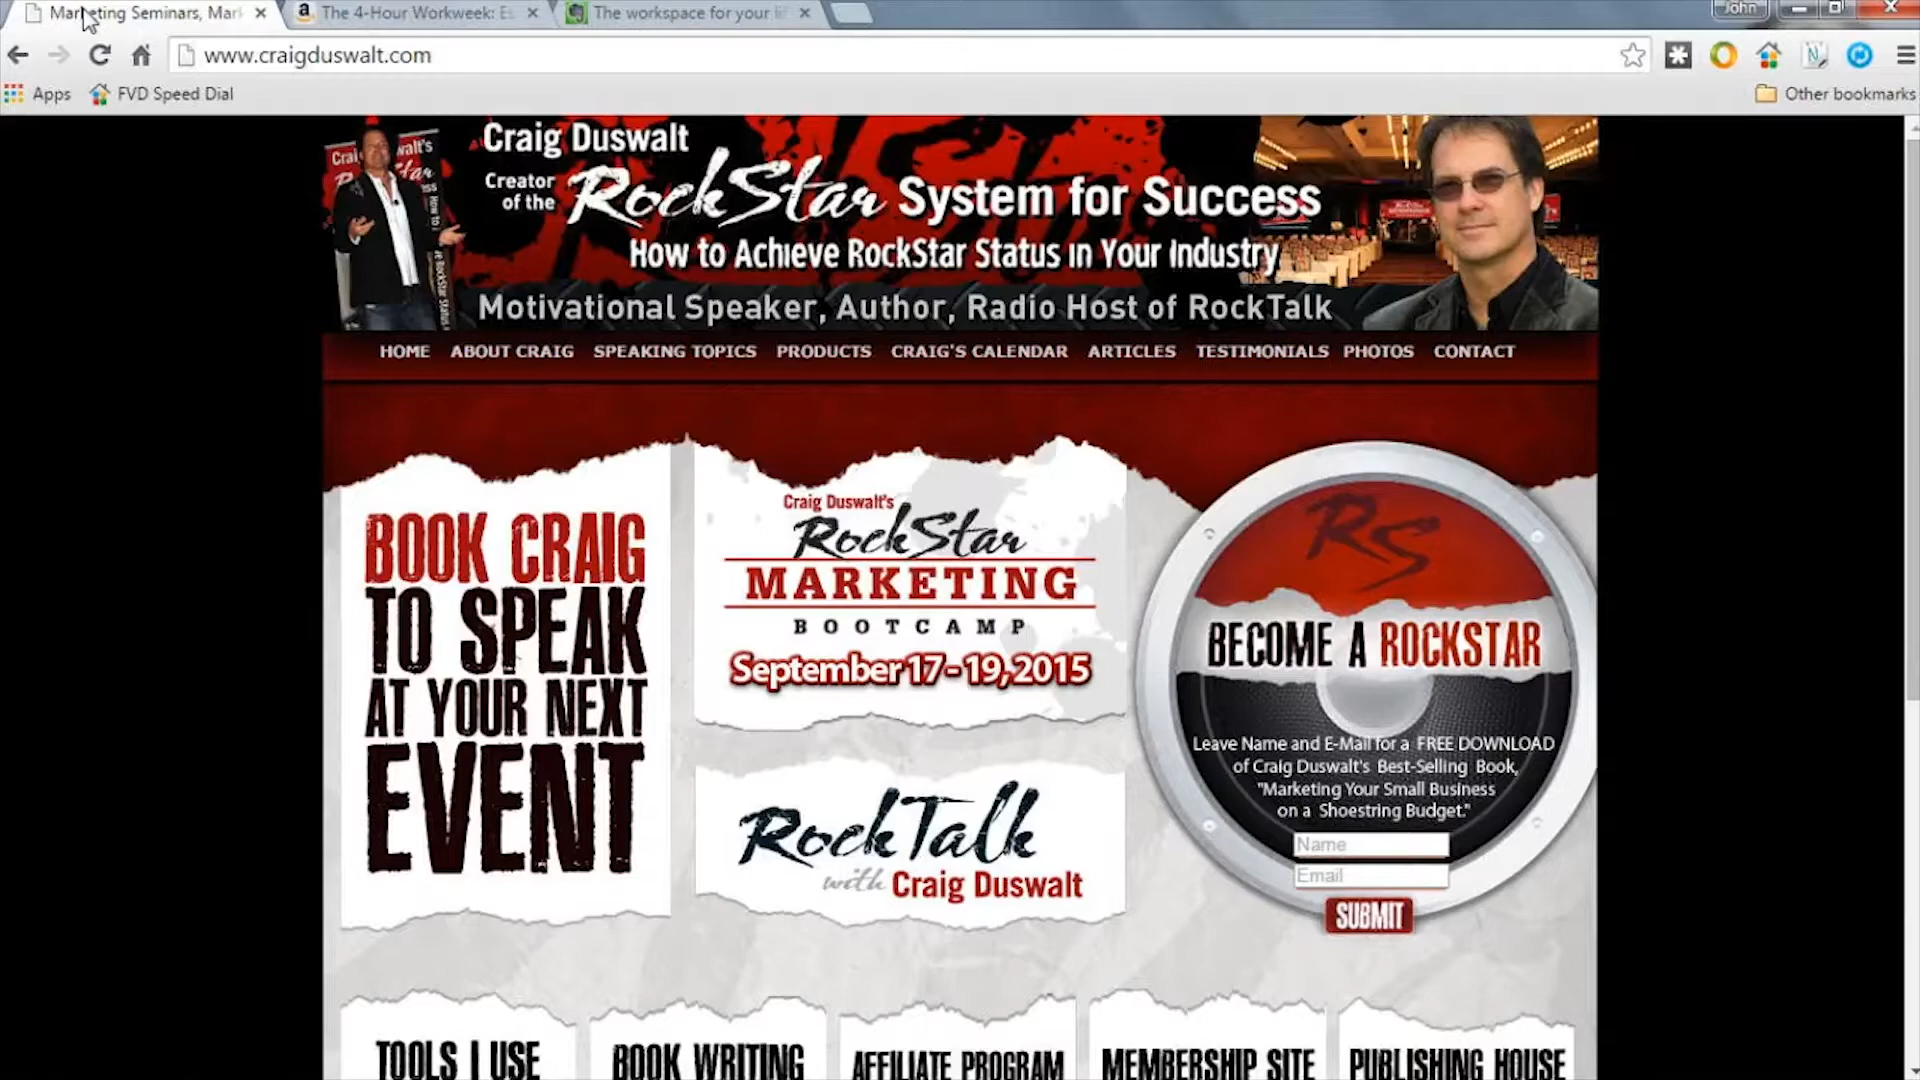 Marketing Seminars, Mark
The 4-Hour Workweek: Es
The workspace for your li
John
www.craigduswalt.com
Apps
FVD Speed Dial
Other bookmarks
Craig Duswalt
Creator of the RockStar System for Success
How to Achieve RockStar Status in Your Industry
Motivational Speaker, Author, Radio Host of RockTalk
HOME ABOUT CRAIG SPEAKING TOPICS PRODUCTS CRAIG'S CALENDAR ARTICLES TESTIMONIALS PHOTOS CONTACT
BOOK CRAIG
TO SPEAK
AT YOUR NEXT
EVENT
Craig Duswalt's
RockStar
MARKETING
BOOTCAMP
September 17-19, 2015
RockTalk
with Craig Duswalt
RS
BECOME A ROCKSTAR
Leave Name and E-Mail for a FREE DOWNLOAD
of Craig Duswalt's Best-Selling Book,
"Marketing Your Small Business
on a Shoestring Budget."
Name
Email
SUBMIT
TOOLS I USE
BOOK WRITING
AFFILIATE PROGRAM
MEMBERSHIP SITE
PUBLISHING HOUSE